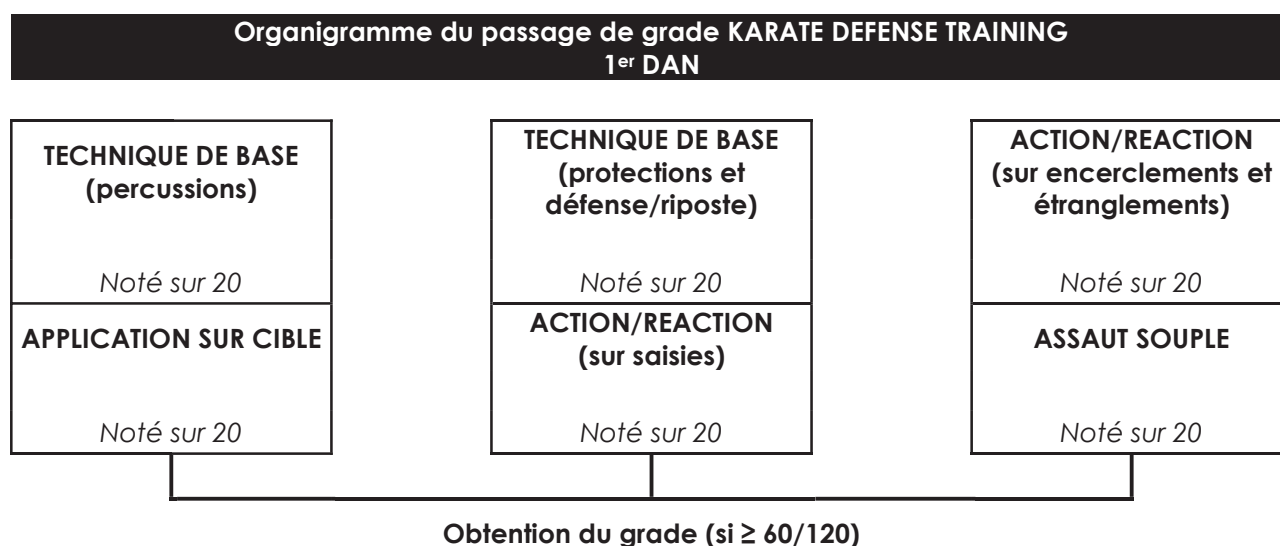 Organigramme du passage de grade KARATE DEFENSE TRAINING
1er DAN
TECHNIQUE DE BASE
(percussions)
Noté sur 20
APPLICATION SUR CIBLE
Noté sur 20
TECHNIQUE DE BASE
(protections et
défense/riposte)
Noté sur 20
ACTION/REACTION
(sur saisies)
Noté sur 20
ACTION/REACTION
(sur encerclements et
étranglements)
Noté sur 20
ASSAUT SOUPLE
Noté sur 20
Obtention du grade (si ≥ 60/120)